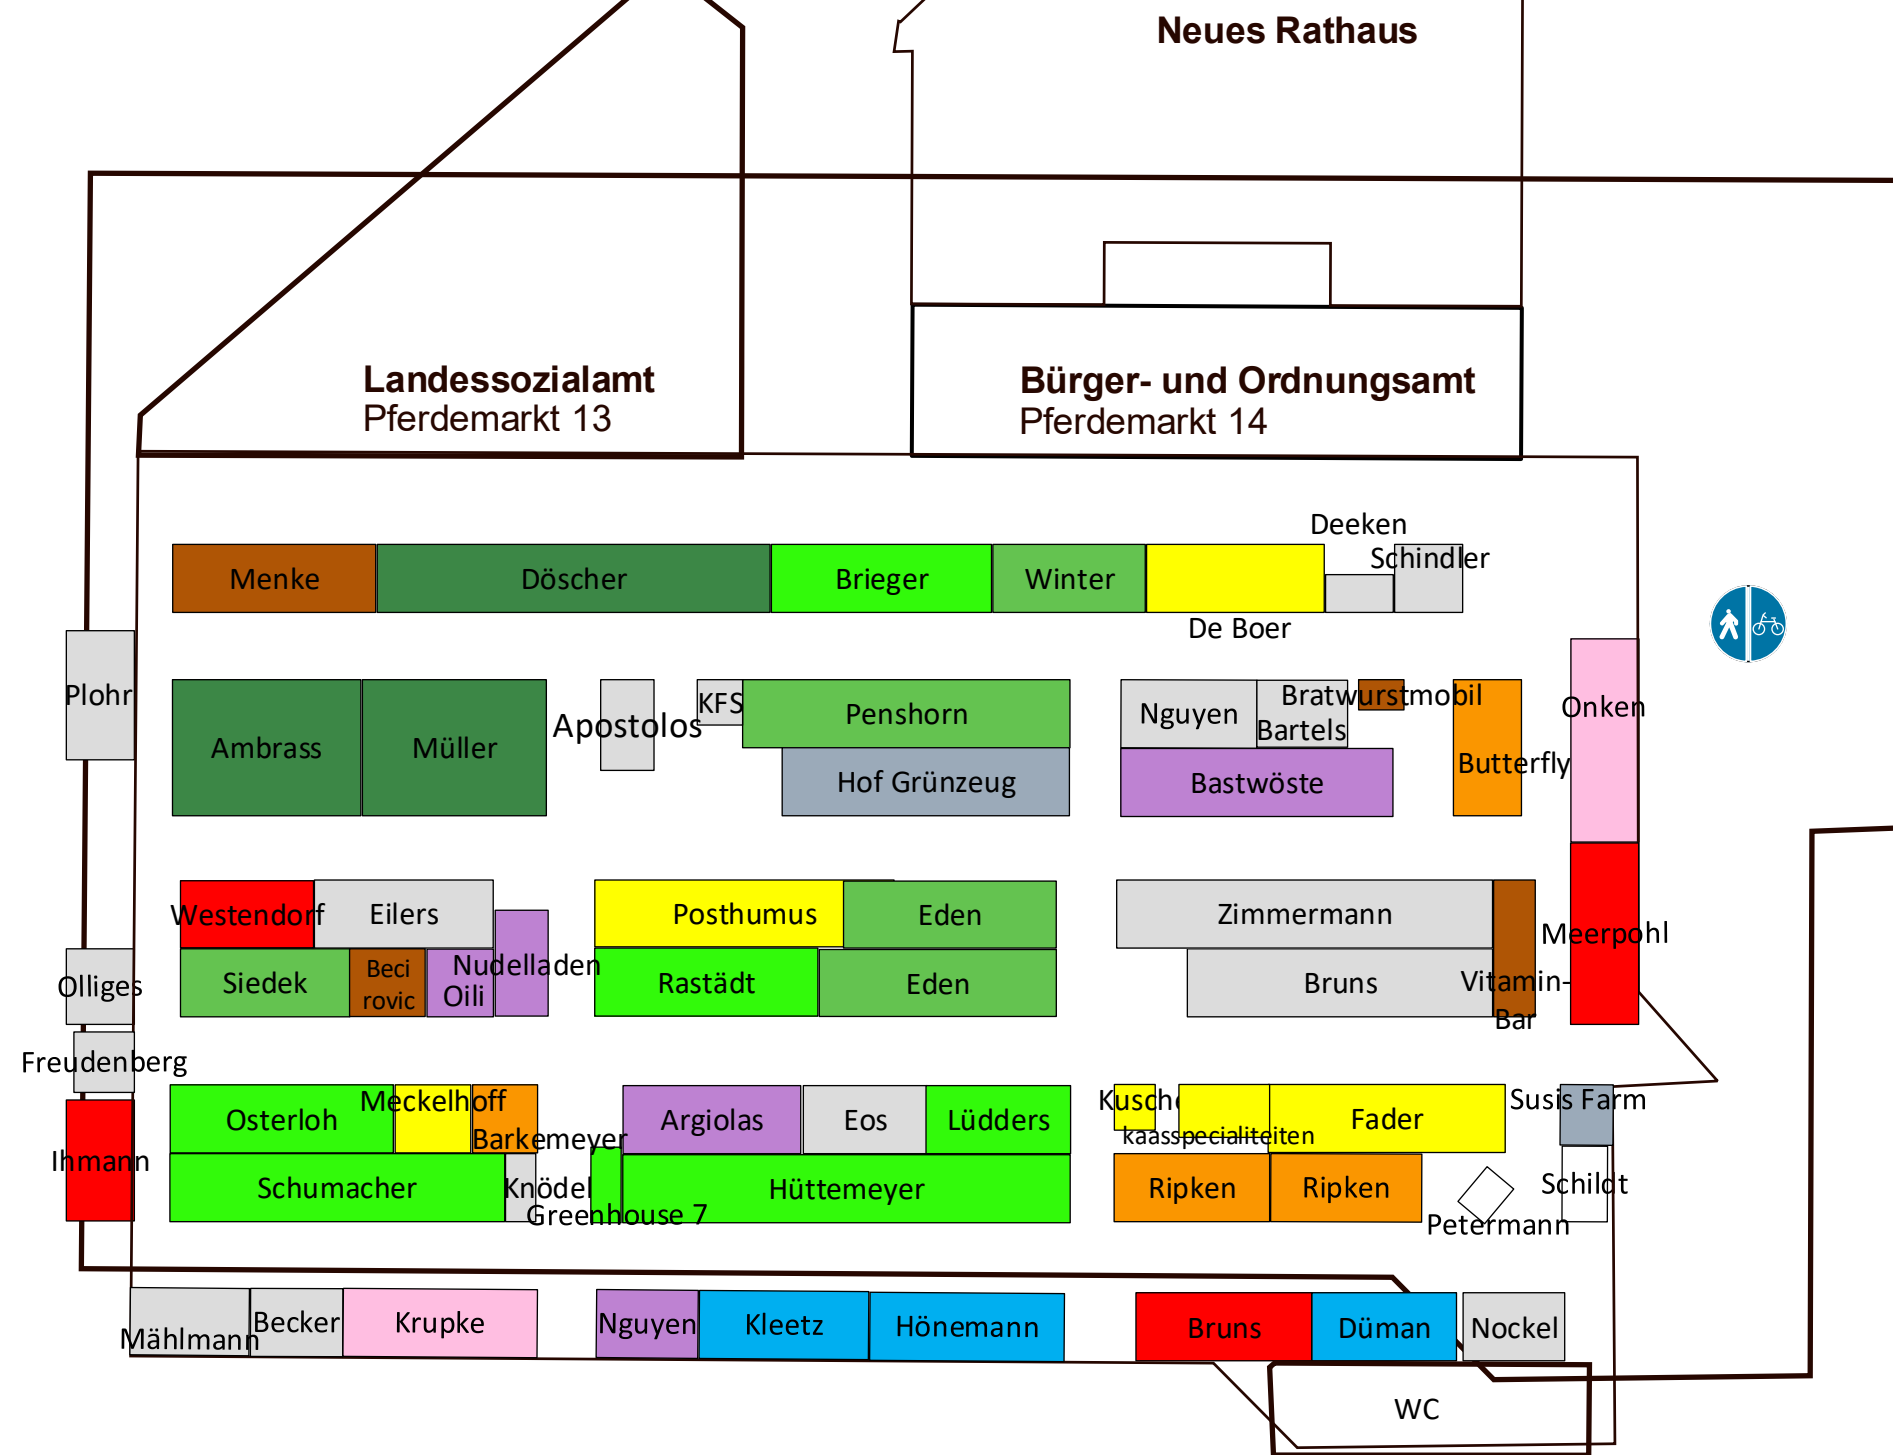 Neues Rathaus
Landessozialamt
Pferdemarkt 13
Bürger- und Ordnungsamt
Pferdemarkt 14
Deeken
Schindler
Menke
Döscher
Brieger
Winter
De Boer
Plohr
Ambrass
Müller
Apostolos
KFS
Penshorn
Hof Grünzeug
Nguyen
Bartels
Bratwurstmobil
Bastwöste
Butterfly
Onken
Westendorf
Eilers
Siedek
Beci
rovic
Oili
Nudelladen
Posthumus
Eden
Rastädt
Eden
Zimmermann
Bruns
Vitamin-
Bar
Meerpohl
Olliges
Freudenberg
Ihmann
Osterloh
Meckelhoff
Barkemeyer
Schumacher
Knödel
Greenhouse 7
Argiolas
Eos
Lüdders
Hüttemeyer
Kusche
kaasspecialiteiten
Fader
Ripken
Ripken
Susis Farm
Schildt
Petermann
Mählmann
Becker
Krupke
Nguyen
Kleetz
Hönemann
Bruns
Düman
Nockel
WC